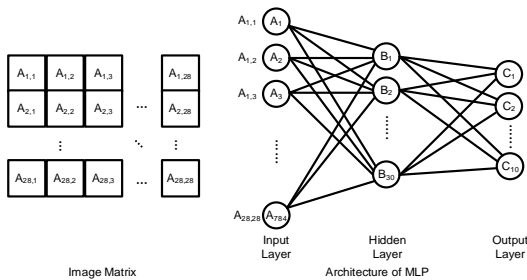 A1,1 A1,2 A1,3 A1,28
A2,1 A2,2 A2,3 ... A2,28
A28,1 A28,2 A28,3 ... A28,28
Image Matrix
A1,1 A1
A1,2 A2
A1,3 A3
A28,28 A784
B1
B2
B30
C1
C2
C10
Input
Layer
Hidden
Layer
Output
Layer
Architecture of MLP